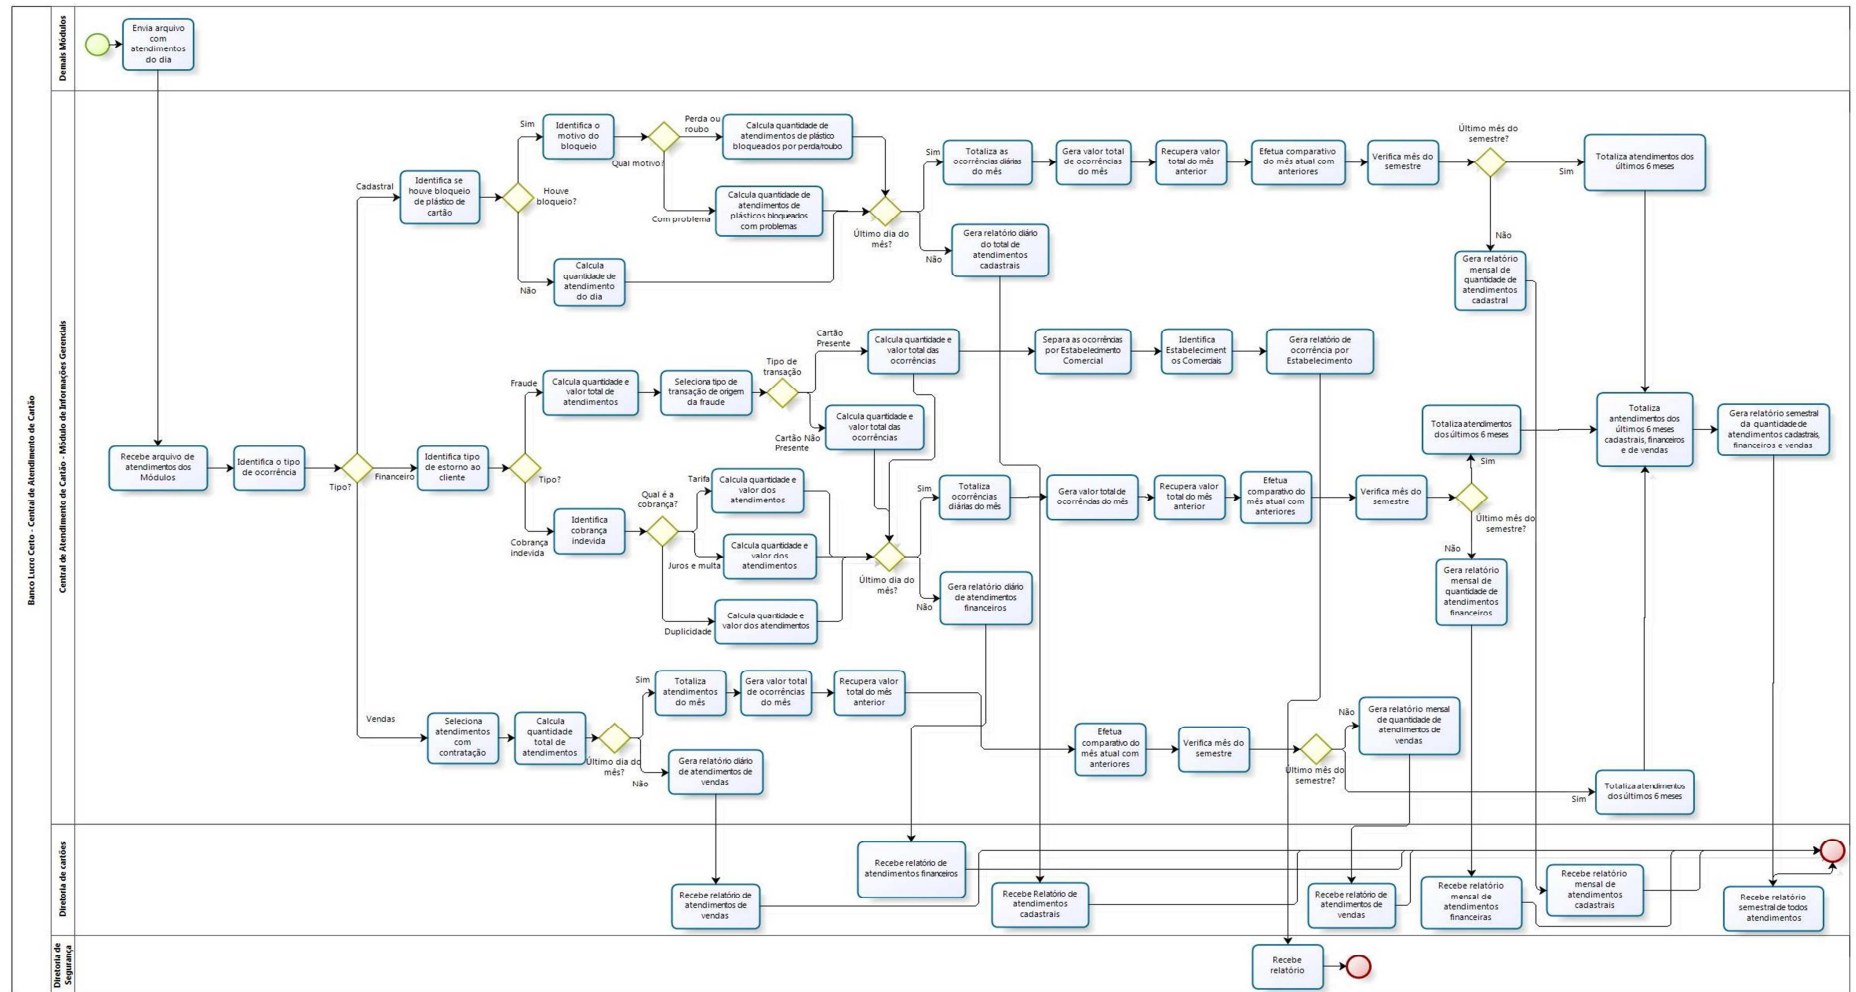 Banco Lucro Certo - Central de Atendimento de Cartão
Demais Módulos
Envia arquivo
com
atendimentos
do dia
Central de Atendimento de Cartão - Módulo de Informações Gerenciais
Recebe arquivo de
atendimentos dos
Módulos
Identifica o tipo
de ocorrência
Tipo?
Cadastral
Identifica se
houve bloqueio
de plástico de
cartão
Houve
bloqueio?
Sim
Identifica o
motivo do
bloqueio
Qual motivo?
Perda ou
roubo
Calcula quantidade de
atendimentos de plástico
bloqueados por perda/roubo
Com problema
Calcula quantidade de
atendimentos de
plásticos bloqueados
com problemas
Não
Calcula
quantidade de
atendimento
do dia
Último dia do
mês?
Sim
Totaliza as
ocorrências diárias
do mês
Gera valor total
de ocorrências
do mês
Recupera valor
total do mês
anterior
Efetua comparativo
do mês atual com
anteriores
Verifica mês do
semestre
Último mês do
semestre?
Sim
Totaliza atendimentos dos
últimos 6 meses
Não
Gera relatório
mensal de
quantidade de
atendimentos
cadastral
Não
Gera relatório diário
do total de
atendimentos
cadastrais
Financeiro
Identifica tipo
de estorno ao
cliente
Tipo?
Fraude
Calcula quantidade e
valor total de
atendimentos
Seleciona tipo de
transação de origem
da fraude
Tipo de
transação
Cartão
Presente
Calcula quantidade e
valor total das
ocorrências
Separa as ocorrências
por Estabelecimento
Comercial
Identifica
Estabeleciment
os Comerciais
Gera relatório de
ocorrência por
Estabelecimento
Cartão Não
Presente
Calcula quantidade e
valor total das
ocorrências
Cobrança
indevida
Identifica
cobrança
indevida
Qual é a
cobrança?
Tarifa
Calcula quantidade e
valor dos
atendimentos
Juros e multa
Calcula quantidade e
valor dos
atendimentos
Duplicidade
Calcula quantidade e
valor dos atendimentos
Último dia do
mês?
Sim
Totaliza
ocorrências
diárias do mês
Gera valor total de
ocorrências do mês
Recupera valor
total do mês
anterior
Efetua
comparativo do
mês atual com
anteriores
Verifica mês do
semestre
Último mês do
semestre?
Sim
Totaliza atendimentos
dos últimos 6 meses
Não
Gera relatório
mensal de
quantidade de
atendimentos
financeiros
Totaliza
antendimentos dos
últimos 6 meses
cadastrais, financeiros
e de vendas
Gera relatório semestral
da quantidade de
atendimentos cadastrais,
financeiros e vendas
Não
Gera relatório diário
de atendimentos
financeiros
Vendas
Seleciona
atendimentos
com
contratação
Calcula
quantidade
total de
atendimentos
Último dia do
mês?
Sim
Totaliza
atendimentos
do mês
Gera valor total
de ocorrências
do mês
Recupera valor
total do mês
anterior
Não
Gera relatório diário
de atendimentos de
vendas
Efetua
comparativo do
mês atual com
anteriores
Verifica mês do
semestre
Último mês do
semestre?
Não
Gera relatório mensal
de quantidade de
atendimentos de
vendas
Sim
Totaliza atendimentos
dos últimos 6 meses
Diretoria de cartões
Recebe relatório de
atendimentos de
vendas
Recebe relatório de
atendimentos financeiros
Recebe Relatório de
atendimentos
cadastrais
Recebe relatório de
atendimentos de
vendas
Recebe relatório
mensal de
atendimentos
financeiras
Recebe relatório
mensal de
atendimentos
cadastrais
Recebe relatório
semestral de todos
atendimentos
Diretoria de
Segurança
Recebe
relatório